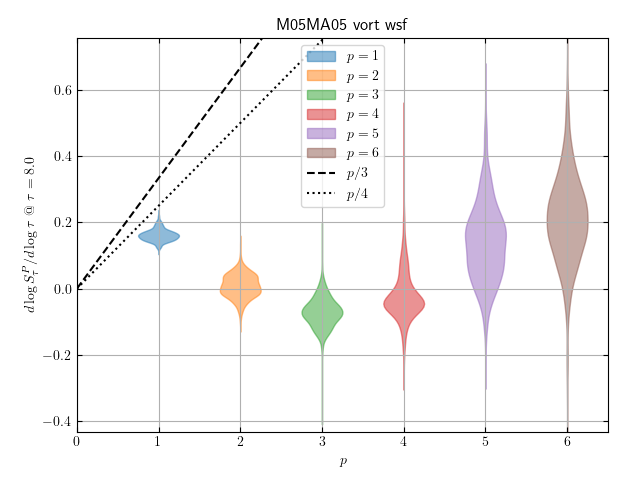 M05MA05 vort wsf
d log S_τ^P / d log τ @ τ = 8.0
0.6
0.4
0.2
0.0
−0.2
−0.4
p = 1
p = 2
p = 3
p = 4
p = 5
p = 6
p/3
p/4
0 1 2 3 4 5 6
p